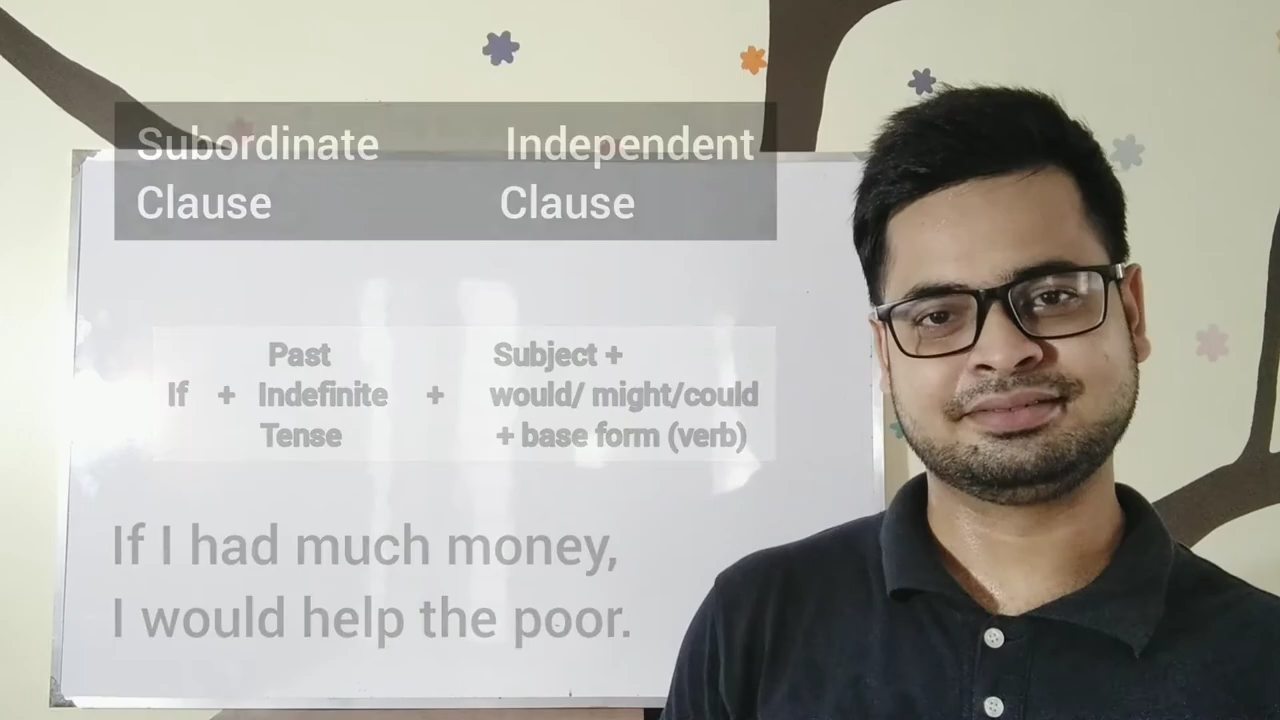 Subordinate Independent
Clause Clause
Past Subject +
If + Indefinite + would/ might/could
Tense + base form (verb)
If I had much money,
I would help the poor.